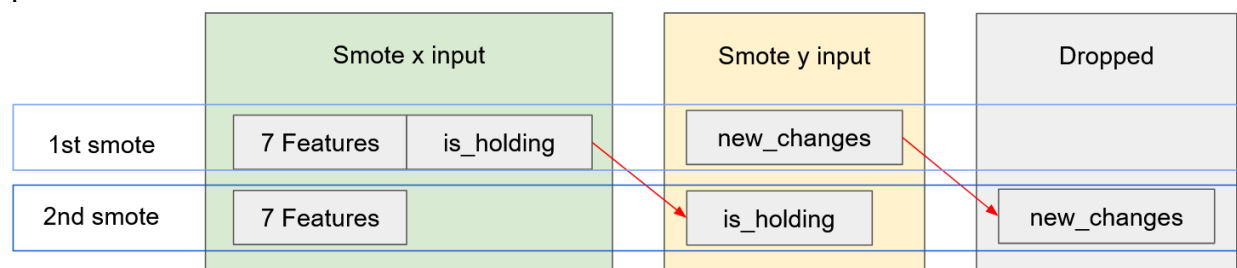 Smote x input
Smote y input
Dropped
1st smote
7 Features
is_holding
new_changes
2nd smote
7 Features
is_holding
new_changes